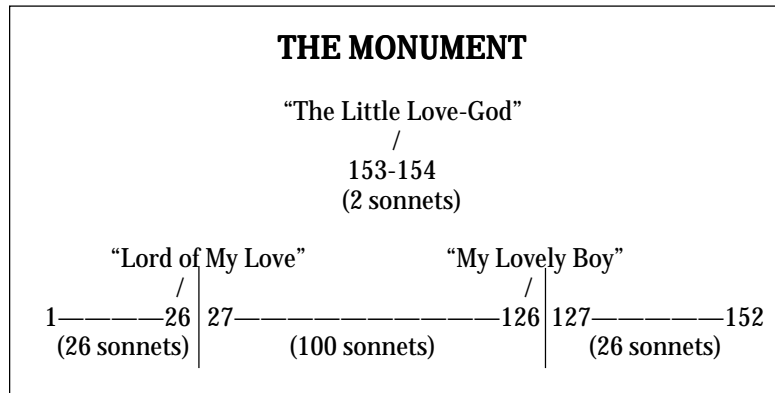 THE MONUMENT
“The Little Love-God”
/
153-154
(2 sonnets)
“Lord of My Love” “My Lovely Boy”
/ /
1—————26 27———————————126 127—————152
(26 sonnets) (100 sonnets) (26 sonnets)